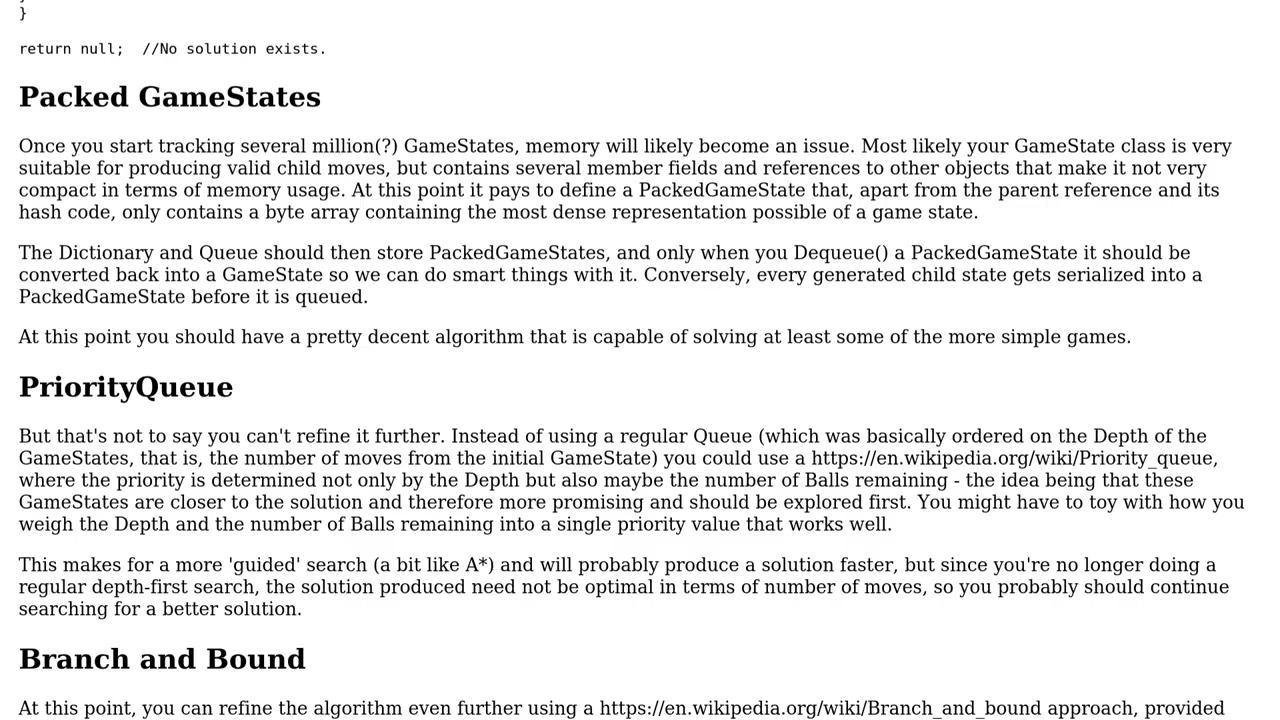 }
return null;  //No solution exists.
Packed GameStates
Once you start tracking several million(?) GameStates, memory will likely become an issue. Most likely your GameState class is very
suitable for producing valid child moves, but contains several member fields and references to other objects that make it not very
compact in terms of memory usage. At this point it pays to define a PackedGameState that, apart from the parent reference and its
hash code, only contains a byte array containing the most dense representation possible of a game state.
The Dictionary and Queue should then store PackedGameStates, and only when you Dequeue() a PackedGameState it should be
converted back into a GameState so we can do smart things with it. Conversely, every generated child state gets serialized into a
PackedGameState before it is queued.
At this point you should have a pretty decent algorithm that is capable of solving at least some of the more simple games.
PriorityQueue
But that's not to say you can't refine it further. Instead of using a regular Queue (which was basically ordered on the Depth of the
GameStates, that is, the number of moves from the initial GameState) you could use a https://en.wikipedia.org/wiki/Priority_queue,
where the priority is determined not only by the Depth but also maybe the number of Balls remaining - the idea being that these
GameStates are closer to the solution and therefore more promising and should be explored first. You might have to toy with how you
weigh the Depth and the number of Balls remaining into a single priority value that works well.
This makes for a more 'guided' search (a bit like A*) and will probably produce a solution faster, but since you're no longer doing a
regular depth-first search, the solution produced need not be optimal in terms of number of moves, so you probably should continue
searching for a better solution.
Branch and Bound
At this point, you can refine the algorithm even further using a https://en.wikipedia.org/wiki/Branch_and_bound approach, provided